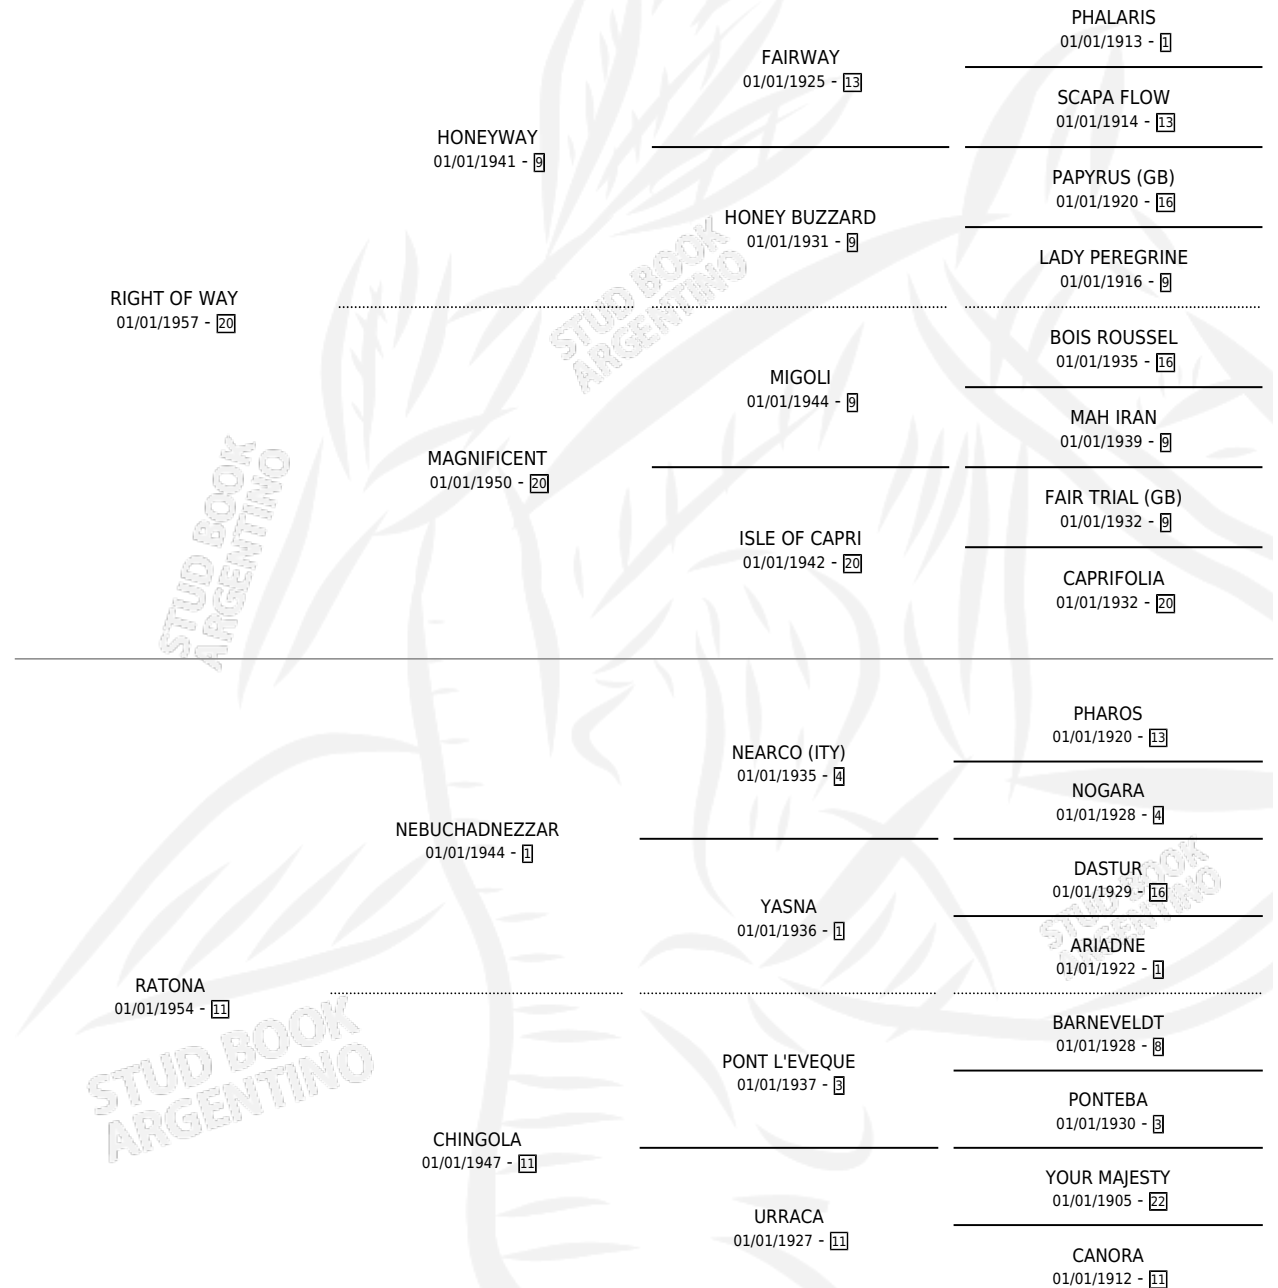 PHALARIS
01/01/1913 - 1
FAIRWAY
01/01/1925 - 13
SCAPA FLOW
01/01/1914 - 13
HONEYWAY
01/01/1941 - 9
PAPYRUS (GB)
01/01/1920 - 16
HONEY BUZZARD
01/01/1931 - 9
LADY PEREGRINE
01/01/1916 - 9
RIGHT OF WAY
01/01/1957 - 20
STUD BOOK
ARGENTINO
BOIS ROUSSEL
01/01/1935 - 16
MIGOLI
01/01/1944 - 9
MAH IRAN
01/01/1939 - 9
MAGNIFICENT
01/01/1950 - 20
FAIR TRIAL (GB)
01/01/1932 - 9
ISLE OF CAPRI
01/01/1942 - 20
CAPRIFOLIA
01/01/1932 - 20
STUD BOOK
ARGENTINO
PHAROS
01/01/1920 - 13
NEARCO (ITY)
01/01/1935 - 4
NOGARA
01/01/1928 - 4
NEBUCHADNEZZAR
01/01/1944 - 1
DASTUR
01/01/1929 - 16
STUD BOOK
ARGENTINO
YASNA
01/01/1936 - 1
ARIADNE
01/01/1922 - 1
RATONA
01/01/1954 - 11
STUD BOOK
ARGENTINO
BARNEVELDT
01/01/1928 - 8
PONT L'EVEQUE
01/01/1937 - 3
PONTEBA
01/01/1930 - 3
CHINGOLA
01/01/1947 - 11
YOUR MAJESTY
01/01/1905 - 22
URRACA
01/01/1927 - 11
CANORA
01/01/1912 - 11